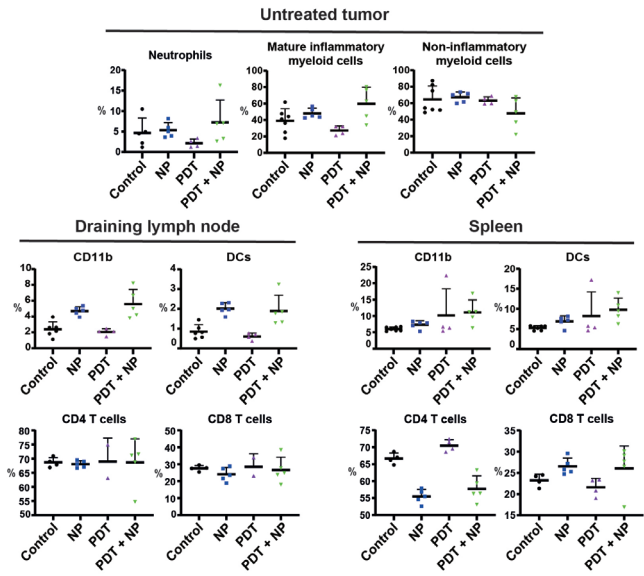 Untreated tumor
Neutrophils
Mature inflammatory
myeloid cells
Non-inflammatory
myeloid cells
%
20
15
10
5
0
Control
NP
PDT
PDT + NP
%
100
80
60
40
20
0
Control
NP
PDT
PDT + NP
%
100
80
60
40
20
0
Control
NP
PDT
PDT + NP
Draining lymph node
CD11b
DCs
%
10
8
6
4
2
0
Control
NP
PDT
PDT + NP
%
4
3
2
1
0
Control
NP
PDT
PDT + NP
CD4 T cells
CD8 T cells
%
80
75
70
65
60
55
50
Control
NP
PDT
PDT + NP
%
50
40
30
20
10
0
Control
NP
PDT
PDT + NP
Spleen
CD11b
DCs
%
25
20
15
10
5
0
Control
NP
PDT
PDT + NP
%
20
15
10
5
0
Control
NP
PDT
PDT + NP
CD4 T cells
CD8 T cells
%
75
70
65
60
55
50
Control
NP
PDT
PDT + NP
%
35
30
25
20
15
Control
NP
PDT
PDT + NP